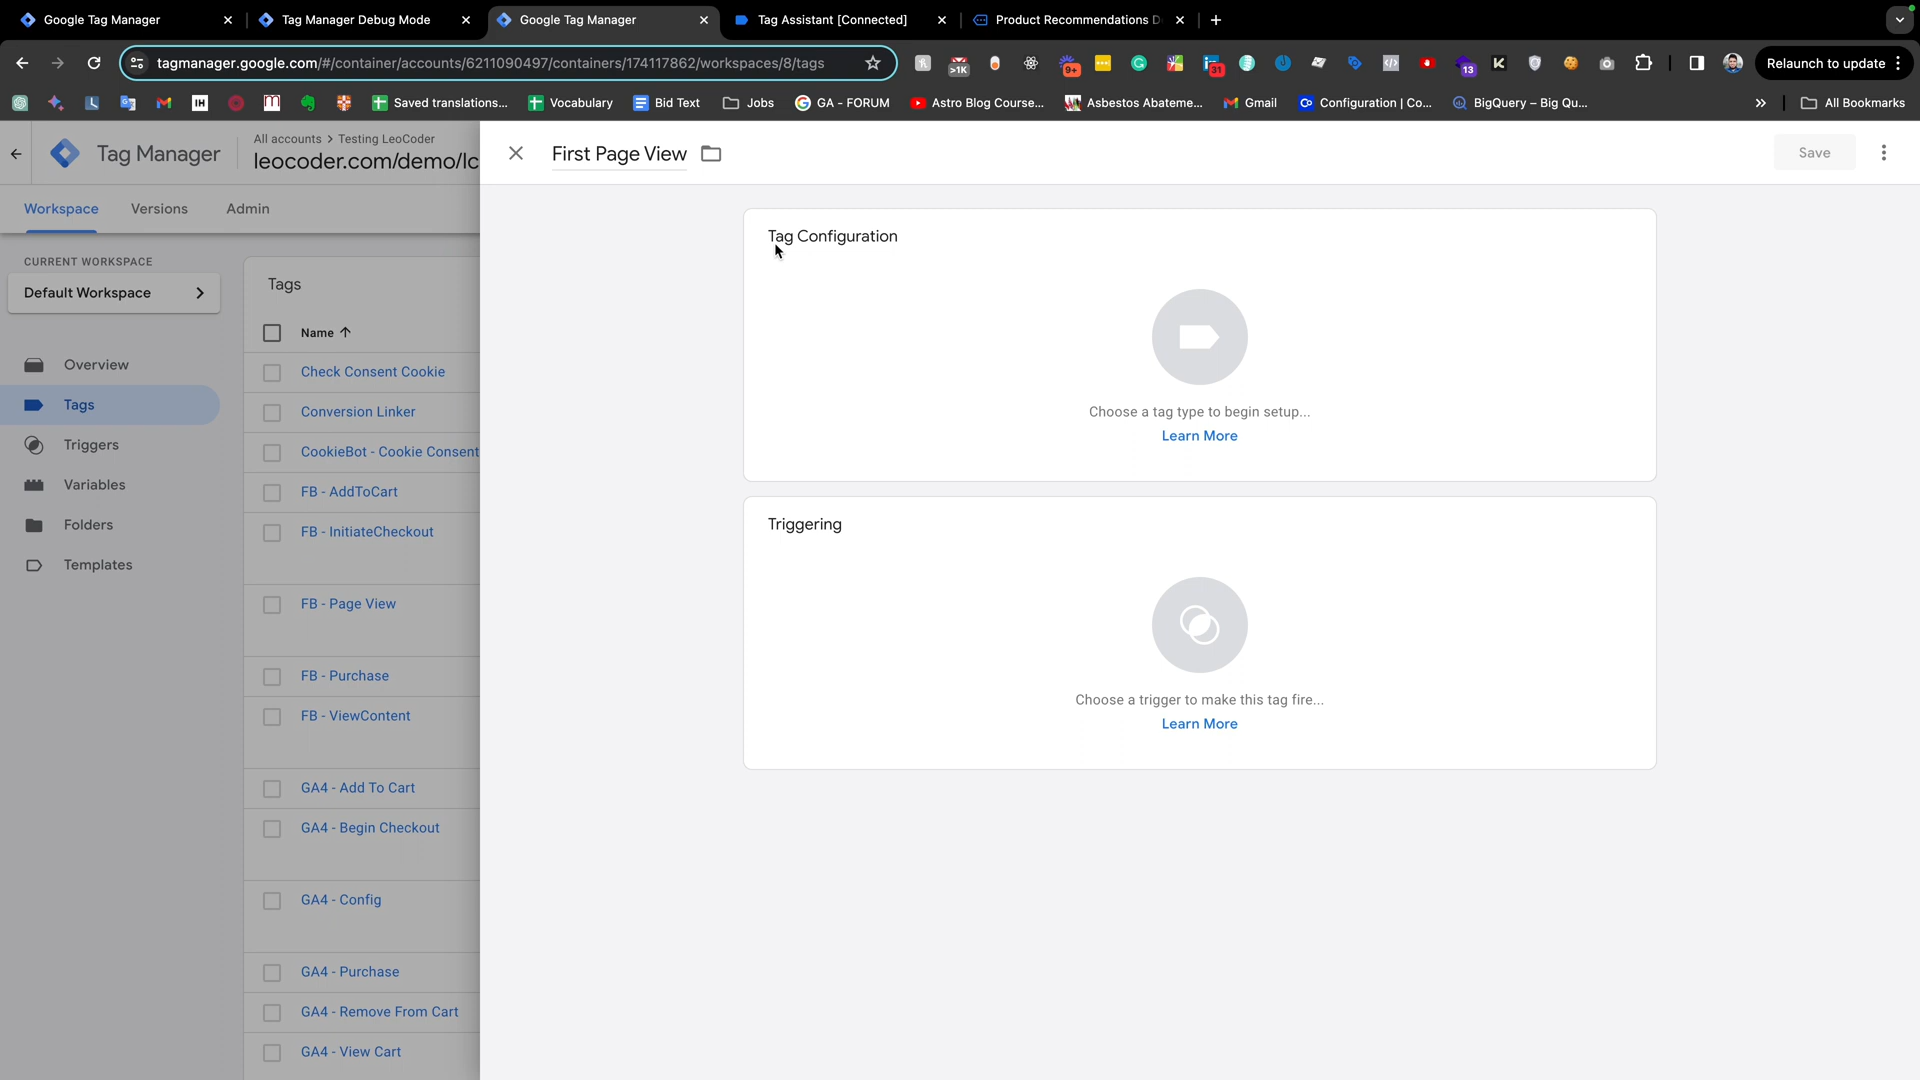 Google Tag Manager
Tag Manager Debug Mode
Google Tag Manager
Tag Assistant [Connected]
Product Recommendations D
tagmanager.google.com/#/container/accounts/6211090497/containers/174117862/workspaces/8/tags
>1K
9+
31
13
Relaunch to update
IH
Saved translations...
Vocabulary
Bid Text
Jobs
GA - FORUM
Astro Blog Course...
Asbestos Abateme...
Gmail
Configuration | Co...
BigQuery – Big Qu...
All Bookmarks
Tag Manager
All accounts > Testing LeoCoder
leocoder.com/demo/lc
First Page View
Save
Workspace
Versions
Admin
CURRENT WORKSPACE
Default Workspace
Overview
Tags
Triggers
Variables
Folders
Templates
Tags
Name
Check Consent Cookie
Conversion Linker
CookieBot - Cookie Consent
FB - AddToCart
FB - InitiateCheckout
FB - Page View
FB - Purchase
FB - ViewContent
GA4 - Add To Cart
GA4 - Begin Checkout
GA4 - Config
GA4 - Purchase
GA4 - Remove From Cart
GA4 - View Cart
Tag Configuration
Choose a tag type to begin setup...
Learn More
Triggering
Choose a trigger to make this tag fire...
Learn More